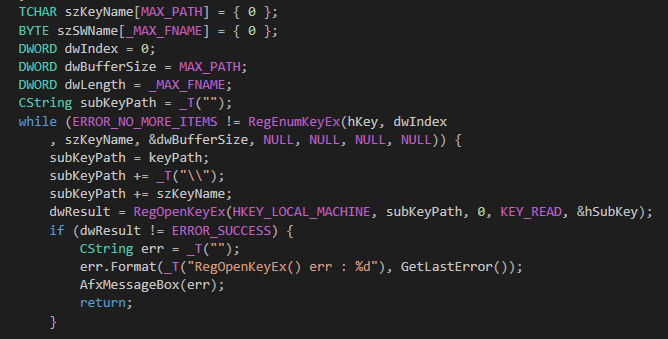 TCHAR szKeyName[MAX_PATH] = { 0 };
BYTE szSWName[_MAX_FNAME] = { 0 };
DWORD dwIndex = 0;
DWORD dwBufferSize = MAX_PATH;
DWORD dwLength = _MAX_FNAME;
CString subKeyPath = _T("");
while (ERROR_NO_MORE_ITEMS != RegEnumKeyEx(hKey, dwIndex
    , szKeyName, &dwBufferSize, NULL, NULL, NULL, NULL)) {
    subKeyPath = keyPath;
    subKeyPath += _T("\\");
    subKeyPath += szKeyName;
    dwResult = RegOpenKeyEx(HKEY_LOCAL_MACHINE, subKeyPath, 0, KEY_READ, &hSubKey);
    if (dwResult != ERROR_SUCCESS) {
        CString err = _T("");
        err.Format(_T("RegOpenKeyEx() err : %d"), GetLastError());
        AfxMessageBox(err);
        return;
    }